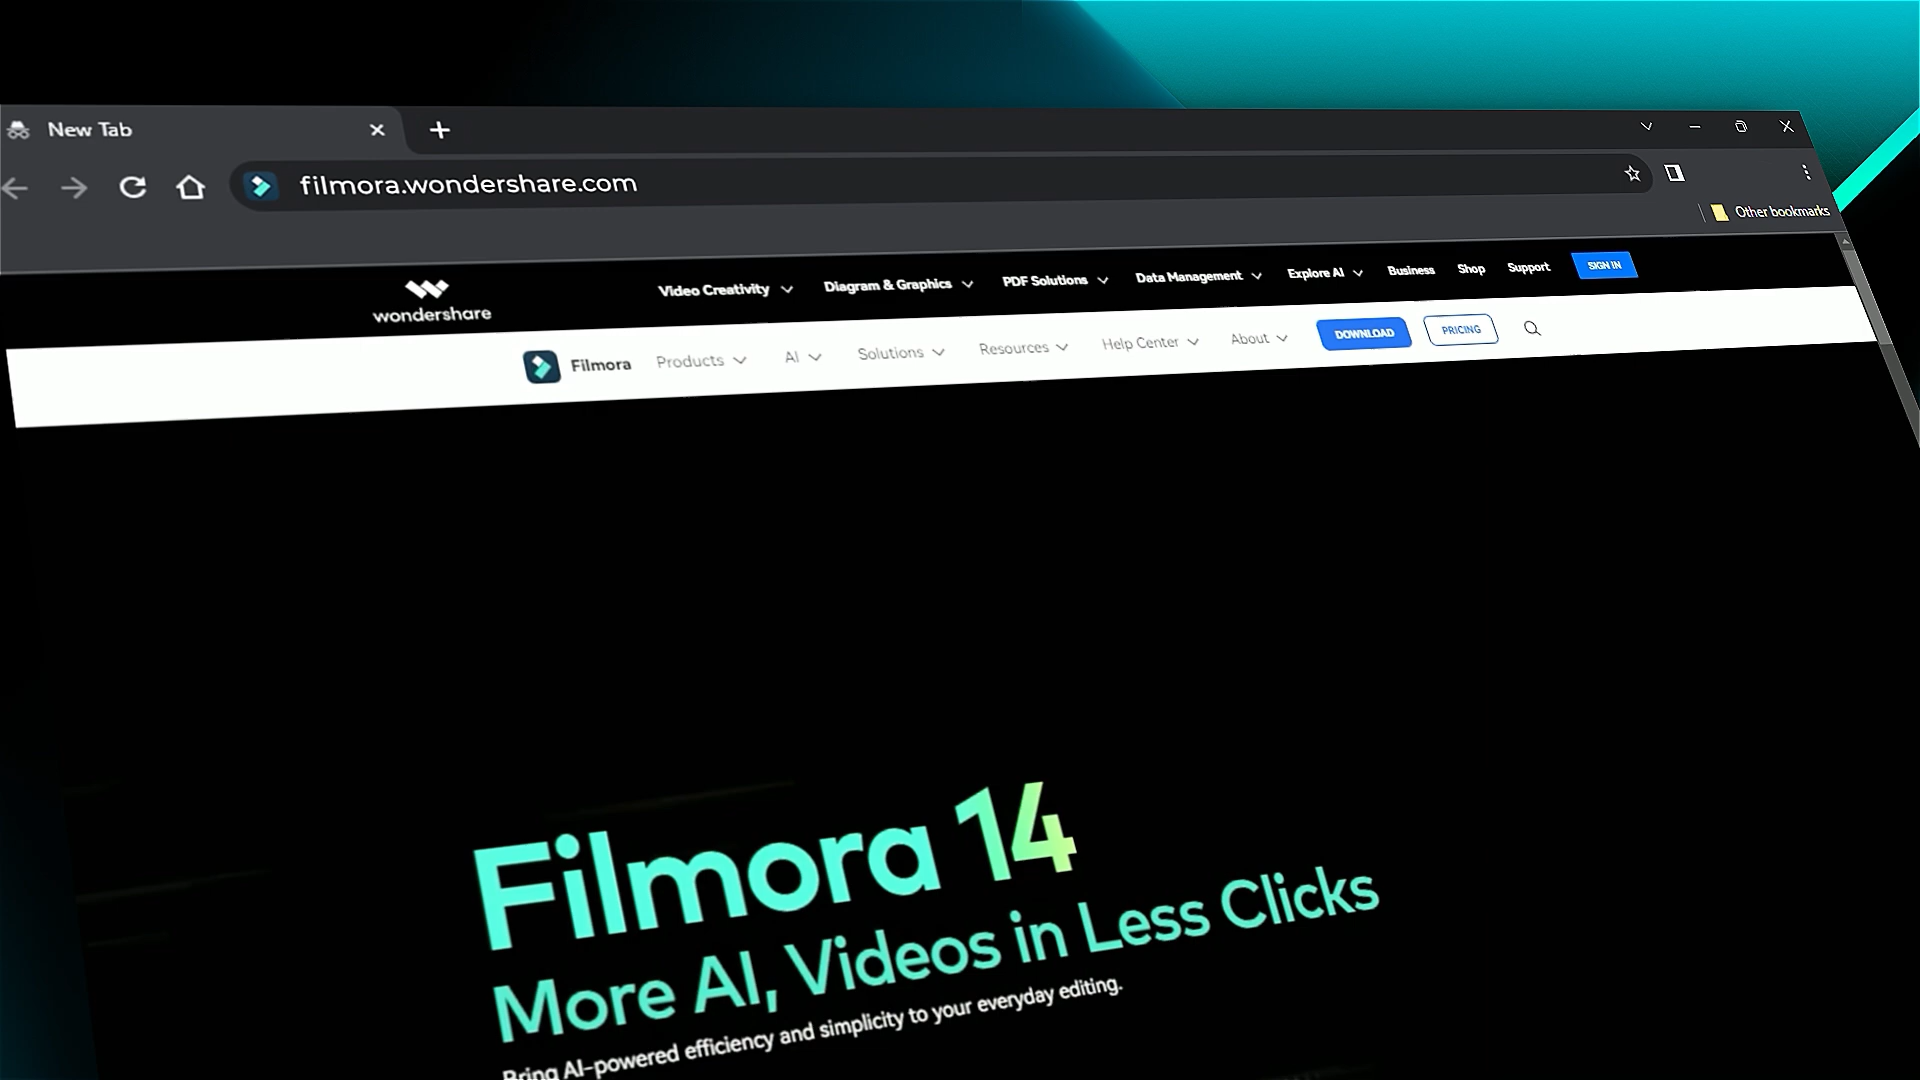 New Tab
filmora.wondershare.com
Other bookmarks
wondershare
Video Creativity
Diagram & Graphics
PDF Solutions
Data Management
Explore AI
Business
Shop
Support
SIGN IN
Filmora
Products
AI
Solutions
Resources
Help Center
About
DOWNLOAD
PRICING
Filmora 14
More AI, Videos in Less Clicks
Bring AI-powered efficiency and simplicity to your everyday editing.